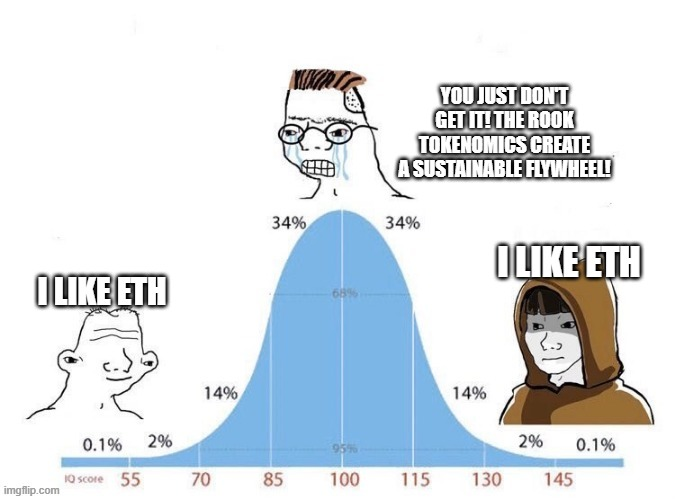 YOU JUST DON'T
GET IT! THE ROOK
TOKENOMICS CREATE
A SUSTAINABLE FLYWHEEL!
34% 34%
I LIKE ETH
I LIKE ETH
68%
14% 14%
0.1% 2% 95% 2% 0.1%
IQ score 55 70 85 100 115 130 145
imgflip.com